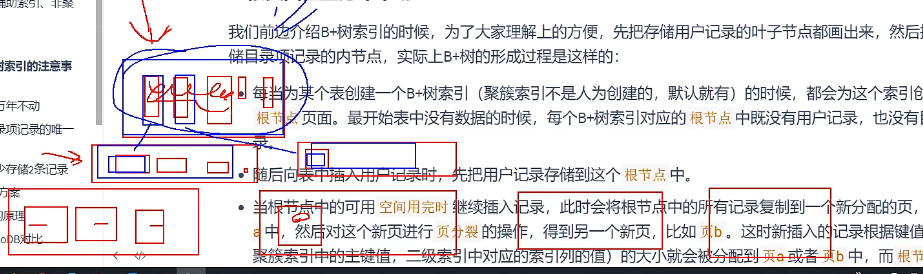 辅助索引、非聚
我们前边介绍B+树索引的时候，为了大家理解上的方便，先把存储用户记录的叶子节点都画出来，然后
储目录项记录的内节点，实际上B+树的形成过程是这样的：
树索引的注意事
每当为某个表创建一个B+树索引（聚簇索引不是人为创建的，默认就有）的时候，都会为这个索引创
万年不动
根节点 页面。最开始表中没有数据的时候，每个B+树索引对应的 根节点 中既没有用户记录，也没有目
录项记录的唯一
录。
少存储2条记录
随后向表中插入用户记录时，先把用户记录存储到这个 根节点 中。
方案
当根节点中的可用 空间用完时 继续插入记录，此时会将根节点中的所有记录复制到一个新分配的页，
的原理
a 中，然后对这个新页进行 页分裂 的操作，得到另一个新页，比如 页b 。这时新插入的记录根据键值
oDB对比
聚簇索引中的主键值，二级索引中对应的索引列的值）的大小就会被分配到 页a 或者 页b 中，而 根节